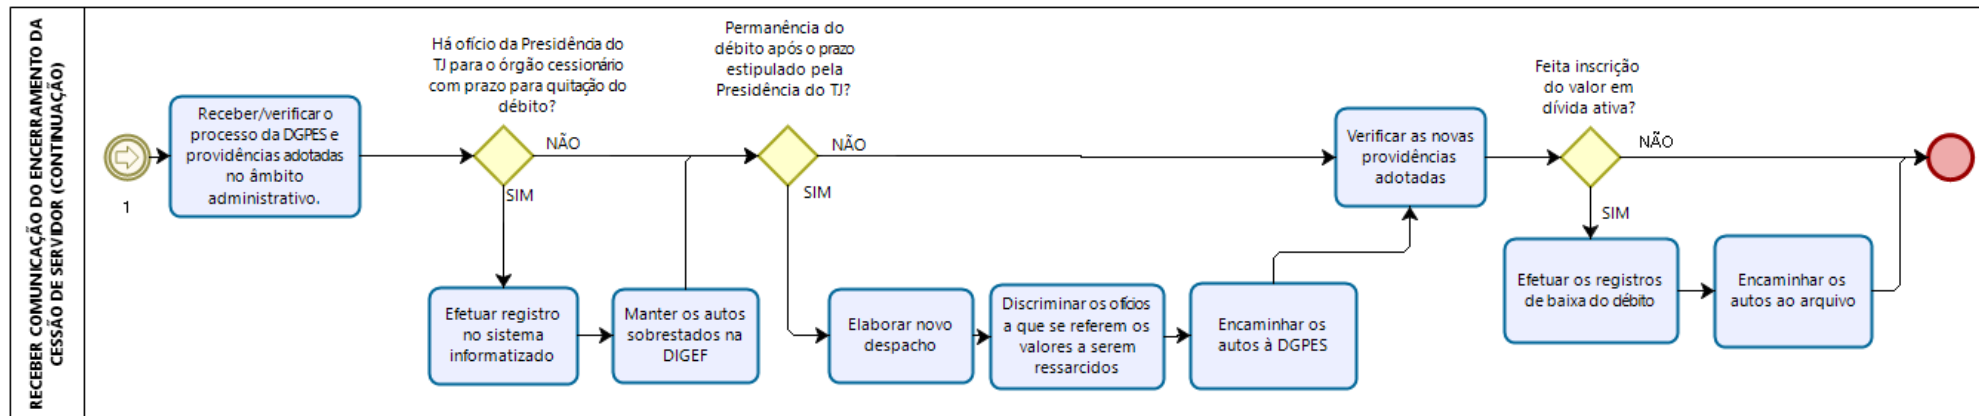 RECEBER COMUNICAÇÃO DO ENCERRAMENTO DA
CESSÃO DE SERVIDOR (CONTINUAÇÃO)
1
Receber/verificar o
processo da DGPES e
providências adotadas
no âmbito
administrativo.
Há ofício da Presidência do
TJ para o órgão cessionário
com prazo para quitação do
débito?
NÃO
SIM
Efetuar registro
no sistema
informatizado
Manter os autos
sobrestados na
DIGEF
Permanência do
débito após o prazo
estipulado pela
Presidência do TJ?
NÃO
SIM
Elaborar novo
despacho
Discriminar os ofícios
a que se referem os
valores a serem
ressarcidos
Encaminhar os
autos à DGPES
Verificar as novas
providências
adotadas
Feita inscrição
do valor em
dívida ativa?
NÃO
SIM
Efetuar os registros
de baixa do débito
Encaminhar os
autos ao arquivo